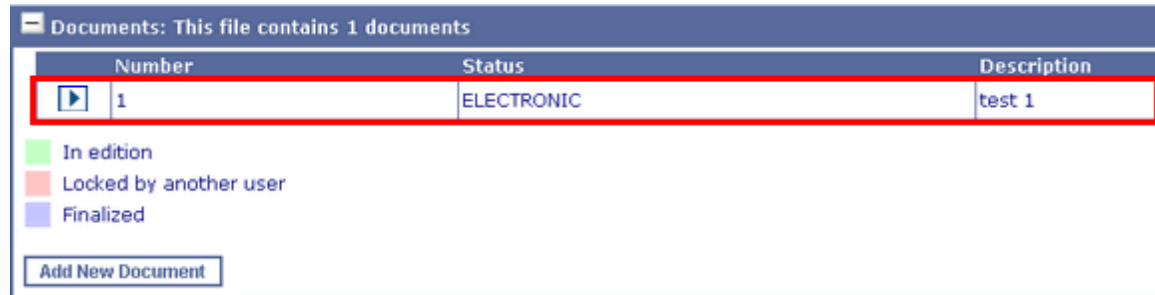 Documents: This file contains 1 documents
Number Status Description
1 ELECTRONIC test 1
In edition
Locked by another user
Finalized
Add New Document